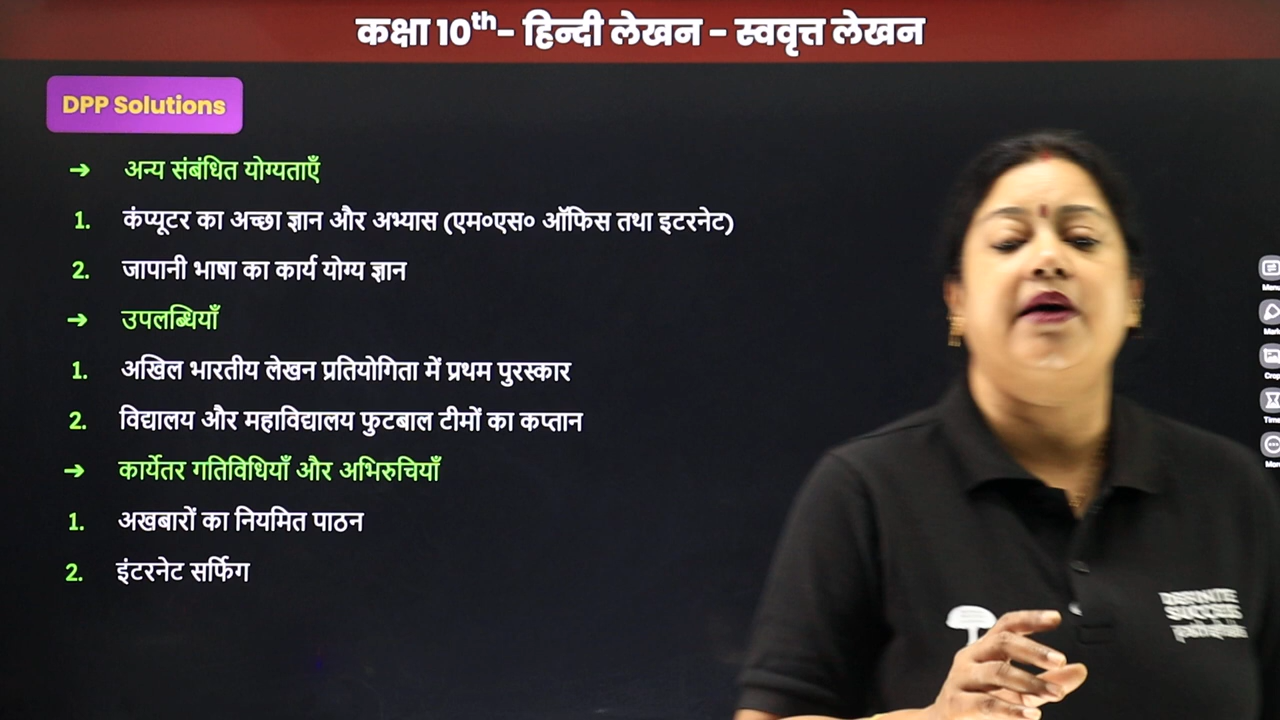 कक्षा 10th- हिन्दी लेखन - स्ववृत्त लेखन
DPP Solutions
➔ अन्य संबंधित योग्यताएँ
1. कंप्यूटर का अच्छा ज्ञान और अभ्यास (एम०एस० ऑफिस तथा इटरनेट)
2. जापानी भाषा का कार्य योग्य ज्ञान
➔ उपलब्धियाँ
1. अखिल भारतीय लेखन प्रतियोगिता में प्रथम पुरस्कार
2. विद्यालय और महाविद्यालय फुटबाल टीमों का कप्तान
➔ कार्येतर गतिविधियाँ और अभिरुचियाँ
1. अखबारों का नियमित पाठन
2. इंटरनेट सर्फिग
DEFINITE
SUCCESS